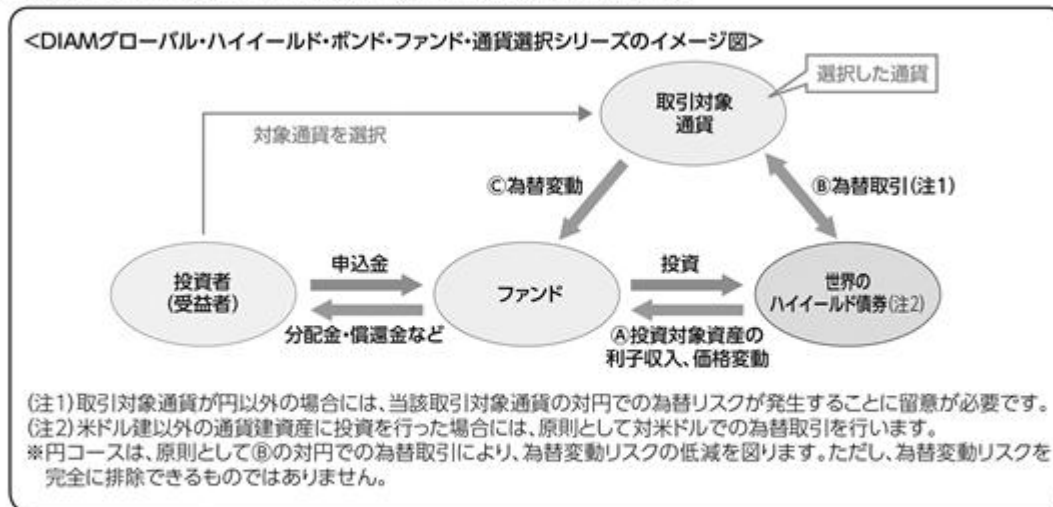 <DIAMグローバル・ハイイールド・ボンド・ファンド・通貨選択シリーズのイメージ図>
選択した通貨
取引対象
通貨
対象通貨を選択
Ⓒ為替変動
Ⓑ為替取引(注1)
投資者
(受益者)
申込金
分配金・償還金など
ファンド
投資
Ⓐ投資対象資産の
利子収入、価格変動
世界の
ハイイールド債券(注2)
(注1)取引対象通貨が円以外の場合には、当該取引対象通貨の対円での為替リスクが発生することに留意が必要です。
(注2)米ドル建以外の通貨建資産に投資を行った場合には、原則として対米ドルでの為替取引を行います。
※円コースは、原則としてⒷの対円での為替取引により、為替変動リスクの低減を図ります。ただし、為替変動リスクを
完全に排除できるものではありません。